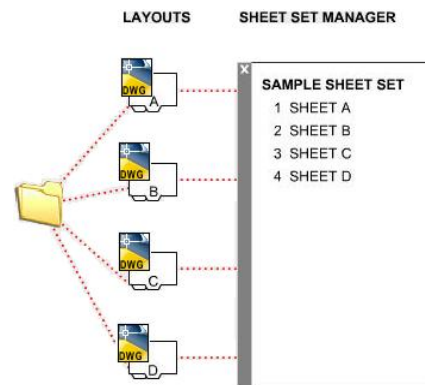 LAYOUTS SHEET SET MANAGER
X
SAMPLE SHEET SET
1 SHEET A
2 SHEET B
3 SHEET C
4 SHEET D
DWG
A
DWG
B
DWG
C
DWG
D